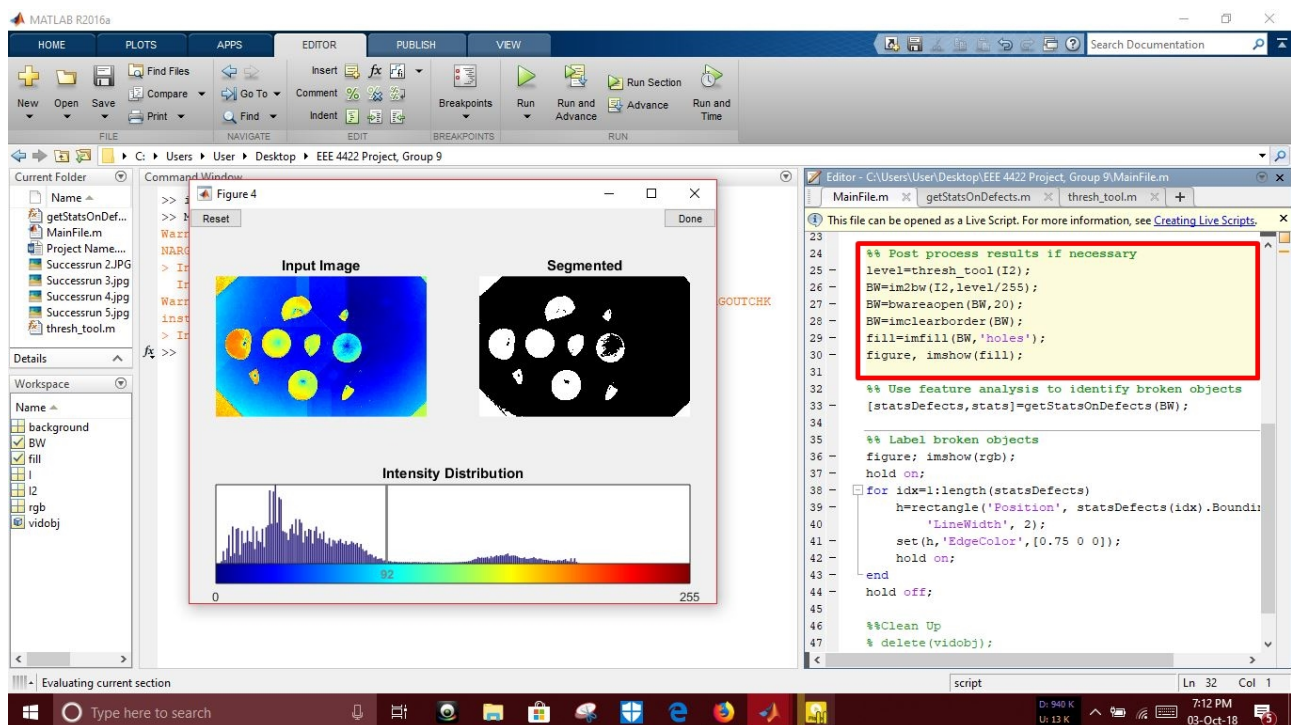 MATLAB R2016a
HOME PLOTS APPS EDITOR PUBLISH VIEW
Search Documentation
New Open Save
Find Files
Compare
Print
FILE
Go To
Find
NAVIGATE
Insert fx
Comment
Indent
EDIT
Breakpoints
BREAKPOINTS
Run
Run and Advance
Run Section
Advance
Run and Time
RUN
C: Users User Desktop EEE 4422 Project, Group 9
Current Folder
Name
getStatsOnDef...
MainFile.m
Project Name....
Successrun 2.JPG
Successrun 3.jpg
Successrun 4.jpg
Successrun 5.jpg
thresh_tool.m
Details
Workspace
Name
background
BW
fill
I
I2
rgb
vidobj
Command Window
>> i
>> M
Warn
NARG
> In
In
Warn
GOUTCHK
inst
> In
fx >>
Figure 4
Reset Done
Input Image Segmented
Intensity Distribution
92
0 255
Editor - C:\Users\User\Desktop\EEE 4422 Project, Group 9\MainFile.m
MainFile.m getStatsOnDefects.m thresh_tool.m +
This file can be opened as a Live Script. For more information, see Creating Live Scripts.
23
24 %% Post process results if necessary
25 - level=thresh_tool(I2);
26 - BW=im2bw(I2,level/255);
27 - BW=bwareaopen(BW,20);
28 - BW=imclearborder(BW);
29 - fill=imfill(BW,'holes');
30 - figure, imshow(fill);
31
32 %% Use feature analysis to identify broken objects
33 - [statsDefects,stats]=getStatsOnDefects(BW);
34
35 %% Label broken objects
36 - figure; imshow(rgb);
37 - hold on;
38 - for idx=1:length(statsDefects)
39 - h=rectangle('Position', statsDefects(idx).Boundi
40 'LineWidth', 2);
41 - set(h,'EdgeColor',[0.75 0 0]);
42 - hold on;
43 - end
44 - hold off;
45
46 %%Clean Up
47 % delete(vidobj);
Evaluating current section
script
Ln 32 Col 1
Type here to search
D: 940 K
U: 13 K
7:12 PM
03-Oct-18
5